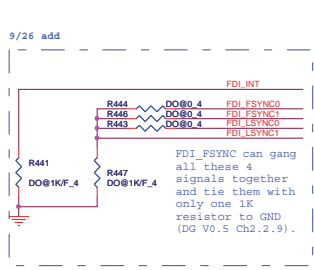 9/26 add
FDI_INT
R444 DO@0_4 FDI_FSYNC0
R446 DO@0_4 FDI_FSYNC1
R443 DO@0_4 FDI_LSYNC0
FDI_LSYNC1
R441
DO@1K/F_4
R447
DO@1K/F_4
FDI_FSYNC can gang
all these 4
signals together
and tie them with
only one 1K
resistor to GND
(DG V0.5 Ch2.2.9).